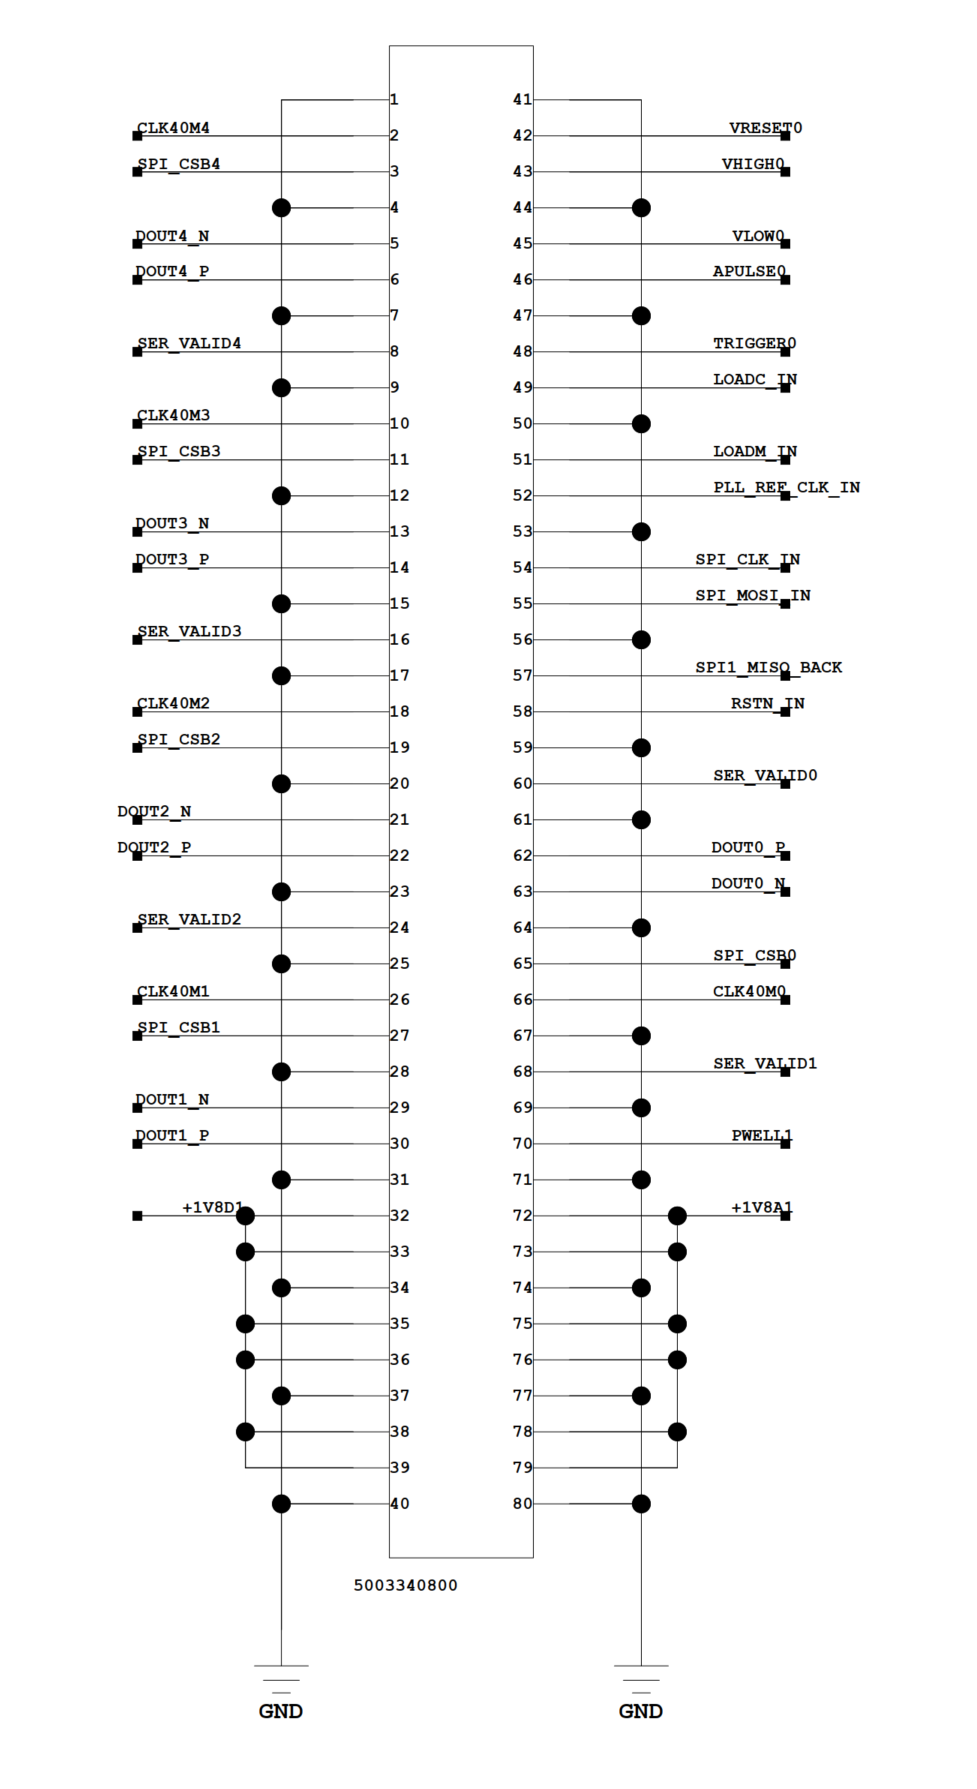 1 41
CLK40M4 2 42 VRESET0
SPI_CSB4 3 43 VHIGH0
4 44
DOUT4_N 5 45 VLOW0
DOUT4_P 6 46 APULSE0
7 47
SER_VALID4 8 48 TRIGGER0
9 49 LOADC_IN
CLK40M3 10 50
SPI_CSB3 11 51 LOADM_IN
12 52 PLL_REF_CLK_IN
DOUT3_N 13 53
DOUT3_P 14 54 SPI_CLK_IN
15 55 SPI_MOSI_IN
SER_VALID3 16 56
17 57 SPI1_MISO_BACK
CLK40M2 18 58 RSTN_IN
SPI_CSB2 19 59
20 60 SER_VALID0
DOUT2_N 21 61
DOUT2_P 22 62 DOUT0_P
23 63 DOUT0_N
SER_VALID2 24 64
25 65 SPI_CSB0
CLK40M1 26 66 CLK40M0
SPI_CSB1 27 67
28 68 SER_VALID1
DOUT1_N 29 69
DOUT1_P 30 70 PWELL1
31 71
+1V8D1 32 72 +1V8A1
33 73
34 74
35 75
36 76
37 77
38 78
39 79
40 80
5003340800
GND GND